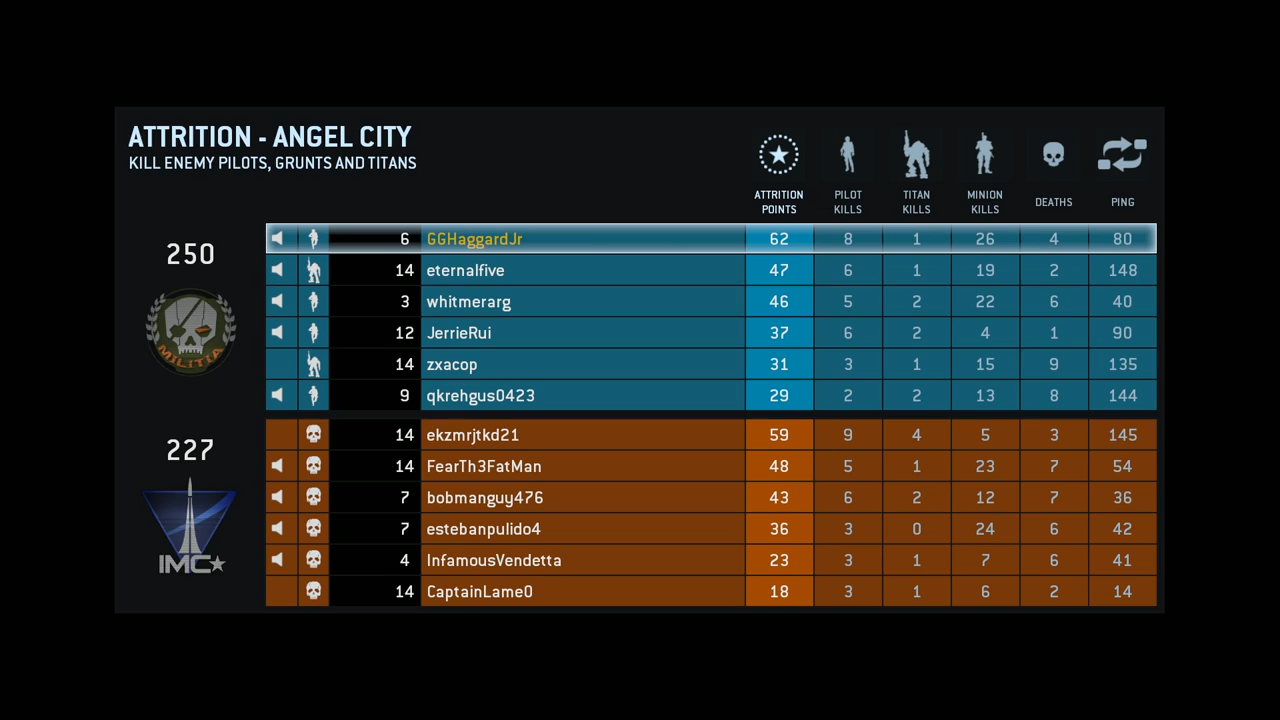 ATTRITION - ANGEL CITY
KILL ENEMY PILOTS, GRUNTS AND TITANS
ATTRITION POINTS PILOT KILLS TITAN KILLS MINION KILLS DEATHS PING
250
MILITIA
6 GGHaggardJr 62 8 1 26 4 80
14 eternalfive 47 6 1 19 2 148
3 whitmerarg 46 5 2 22 6 40
12 JerrieRui 37 6 2 4 1 90
14 zxacop 31 3 1 15 9 135
9 qkrehgus0423 29 2 2 13 8 144
227
IMC
14 ekzmrjtkd21 59 9 4 5 3 145
14 FearTh3FatMan 48 5 1 23 7 54
7 bobmanguy476 43 6 2 12 7 36
7 estebanpulido4 36 3 0 24 6 42
4 InfamousVendetta 23 3 1 7 6 41
14 CaptainLame0 18 3 1 6 2 14